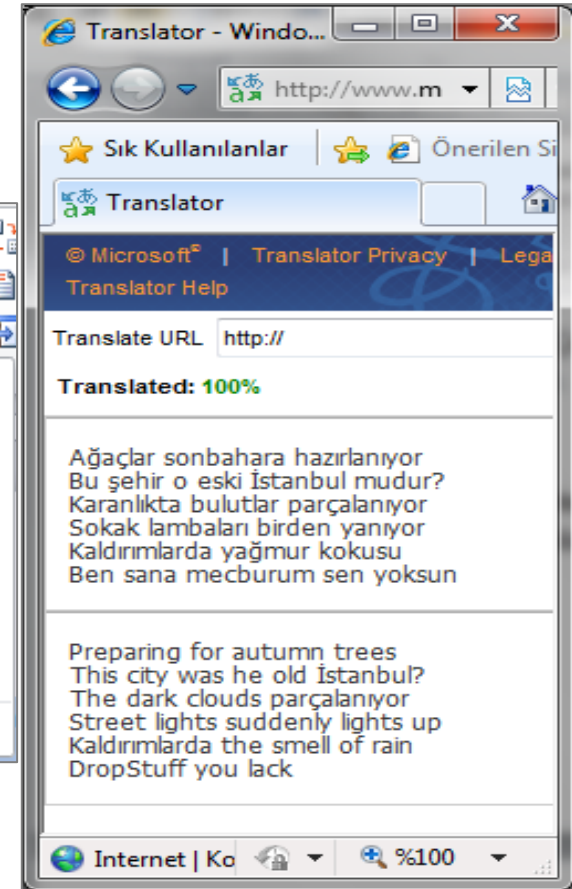 Translator - Windo...
http://www.m
Sık Kullanılanlar
Önerilen Si
Translator
© Microsoft® | Translator Privacy | Lega
Translator Help
Translate URL http://
Translated: 100%
Ağaçlar sonbahara hazırlanıyor
Bu şehir o eski İstanbul mudur?
Karanlıkta bulutlar parçalanıyor
Sokak lambaları birden yanıyor
Kaldırımlarda yağmur kokusu
Ben sana mecburum sen yoksun
Preparing for autumn trees
This city was he old İstanbul?
The dark clouds parçalanıyor
Street lights suddenly lights up
Kaldırımlarda the smell of rain
DropStuff you lack
Internet | Ko %100